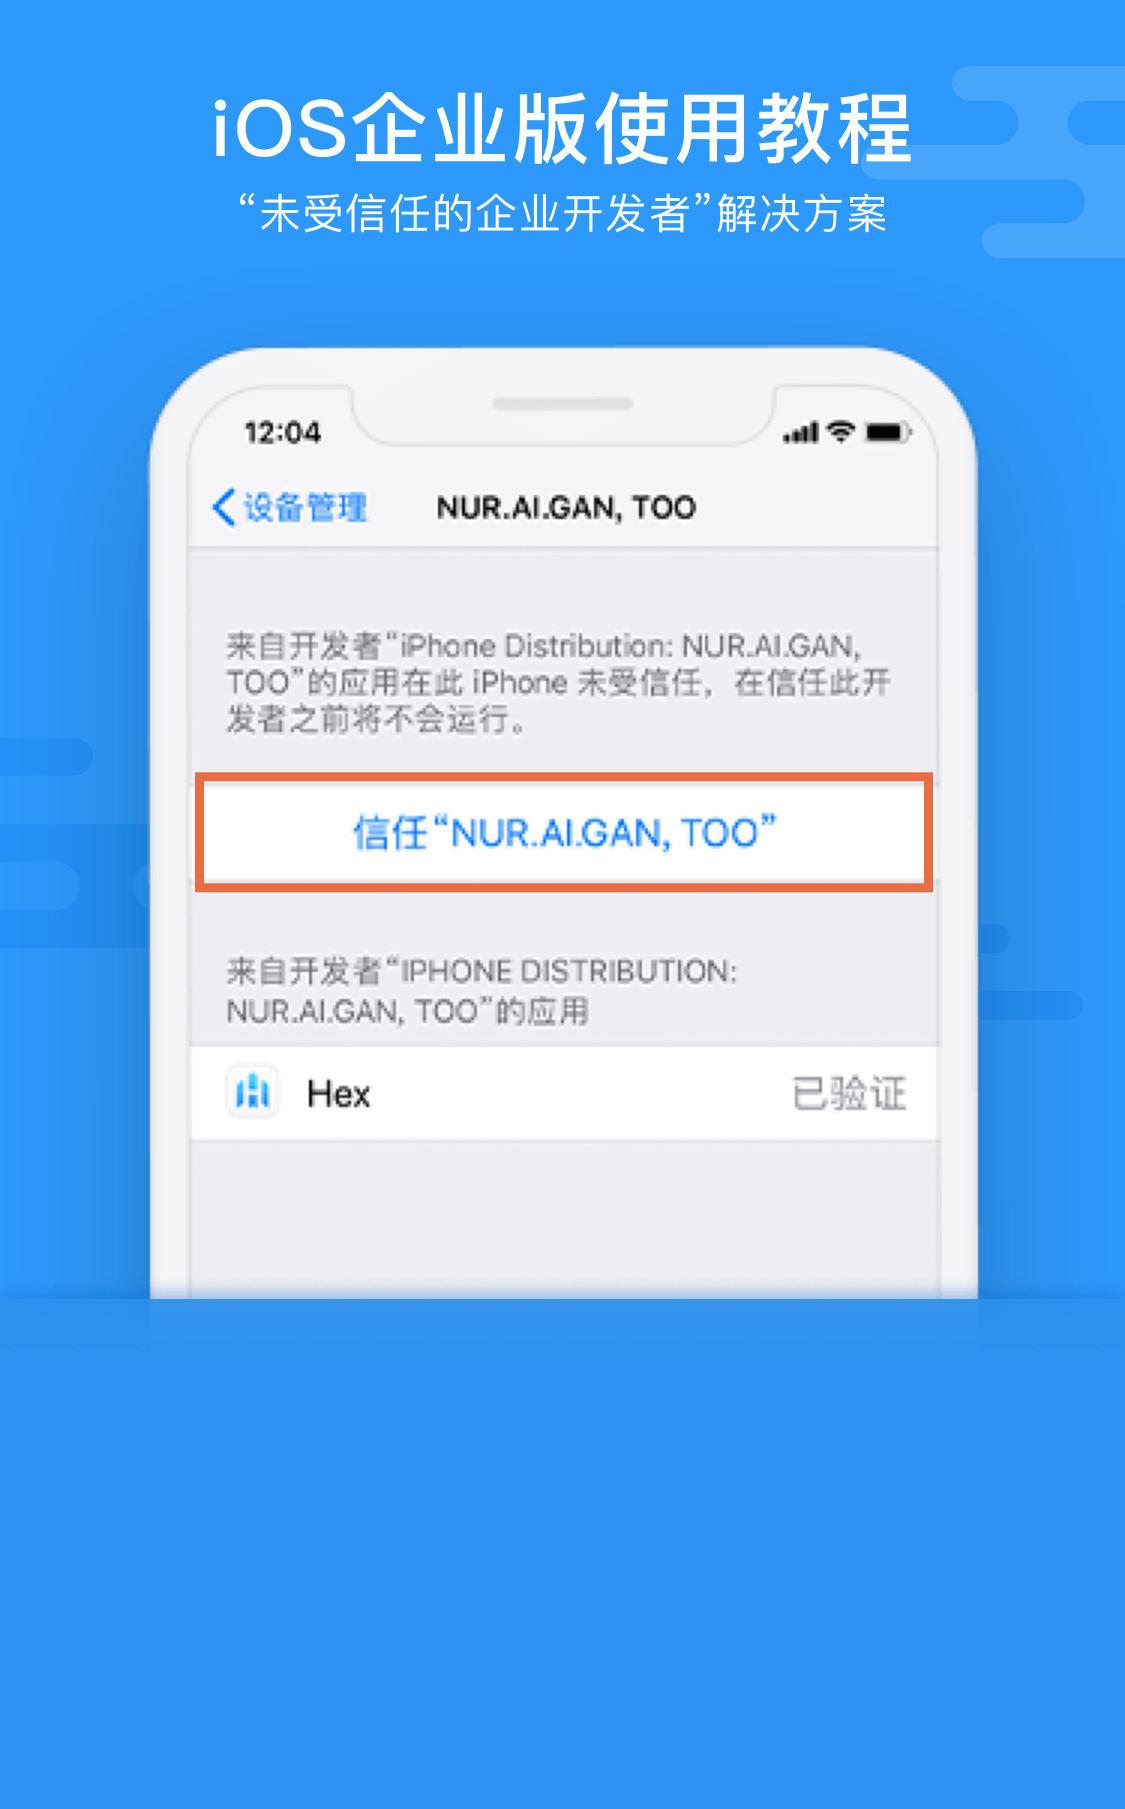 iOS企业版使用教程
“未受信任的企业开发者”解决方案
12:04
设备管理
NUR.AI.GAN, TOO
来自开发者“iPhone Distribution: NUR.AI.GAN,
TOO”的应用在此 iPhone 未受信任，在信任此开
发者之前将不会运行。
信任“NUR.AI.GAN, TOO”
来自开发者“IPHONE DISTRIBUTION:
NUR.AI.GAN, TOO”的应用
Hex
已验证